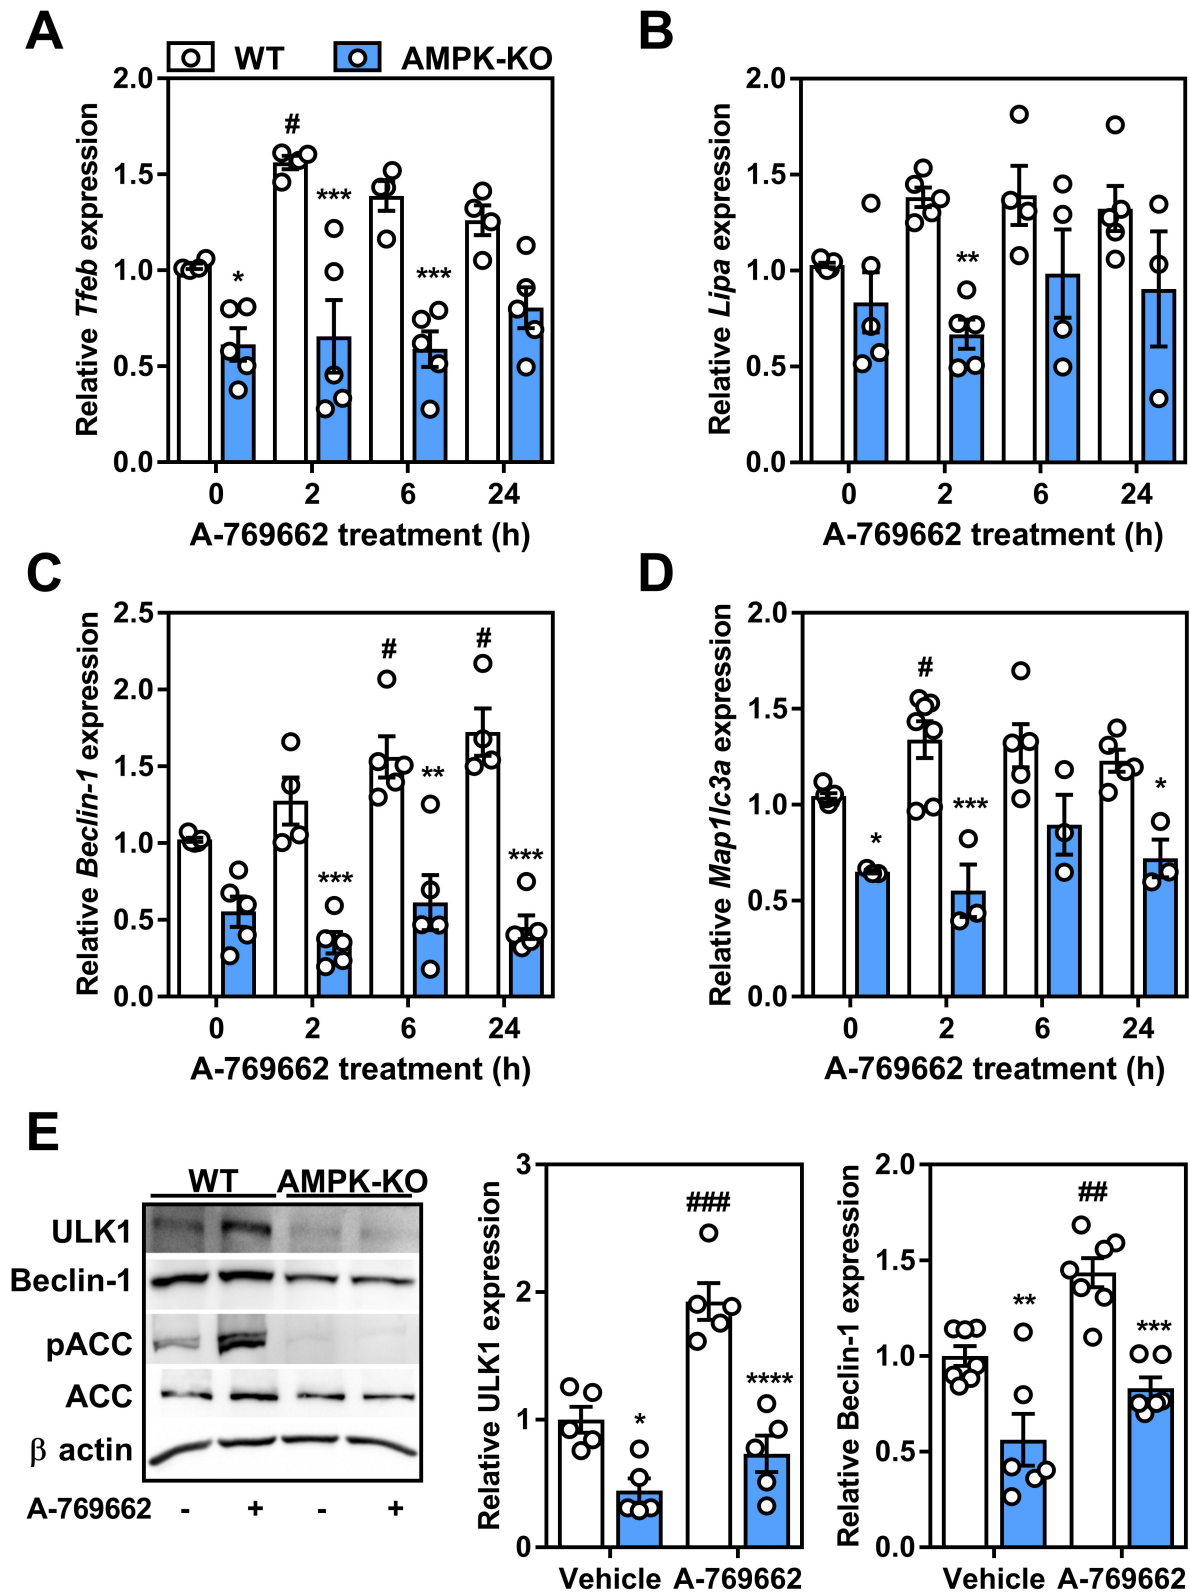 A
B
WT AMPK-KO
Relative Tfeb expression
2.0
1.5
1.0
0.5
0.0
#
***
*
***
0 2 6 24
A-769662 treatment (h)
Relative Lipa expression
2.0
1.5
1.0
0.5
0.0
**
0 2 6 24
A-769662 treatment (h)
C
D
Relative Beclin-1 expression
2.5
2.0
1.5
1.0
0.5
0.0
#
#
**
***
***
0 2 6 24
A-769662 treatment (h)
Relative Map1lc3a expression
2.0
1.5
1.0
0.5
0.0
#
*
***
*
0 2 6 24
A-769662 treatment (h)
E
WT AMPK-KO
ULK1
Beclin-1
pACC
ACC
β actin
A-769662 - + - +
Relative ULK1 expression
3
2
1
0
###
*
****
Vehicle A-769662
Relative Beclin-1 expression
2.0
1.5
1.0
0.5
0.0
##
**
***
Vehicle A-769662